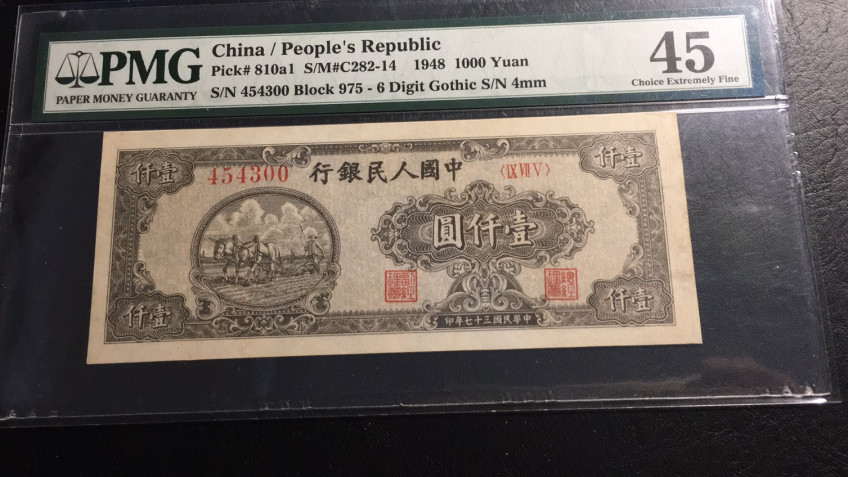 PMG
PAPER MONEY GUARANTY
China / People's Republic
Pick# 810a1 S/M#C282-14 1948 1000 Yuan
S/N 454300 Block 975 - 6 Digit Gothic S/N 4mm
45
Choice Extremely Fine
仟壹
仟壹
454300
行銀民人國中
〈IX VII V〉
圓仟壹
仟壹
仟壹
印年七十三國民華中